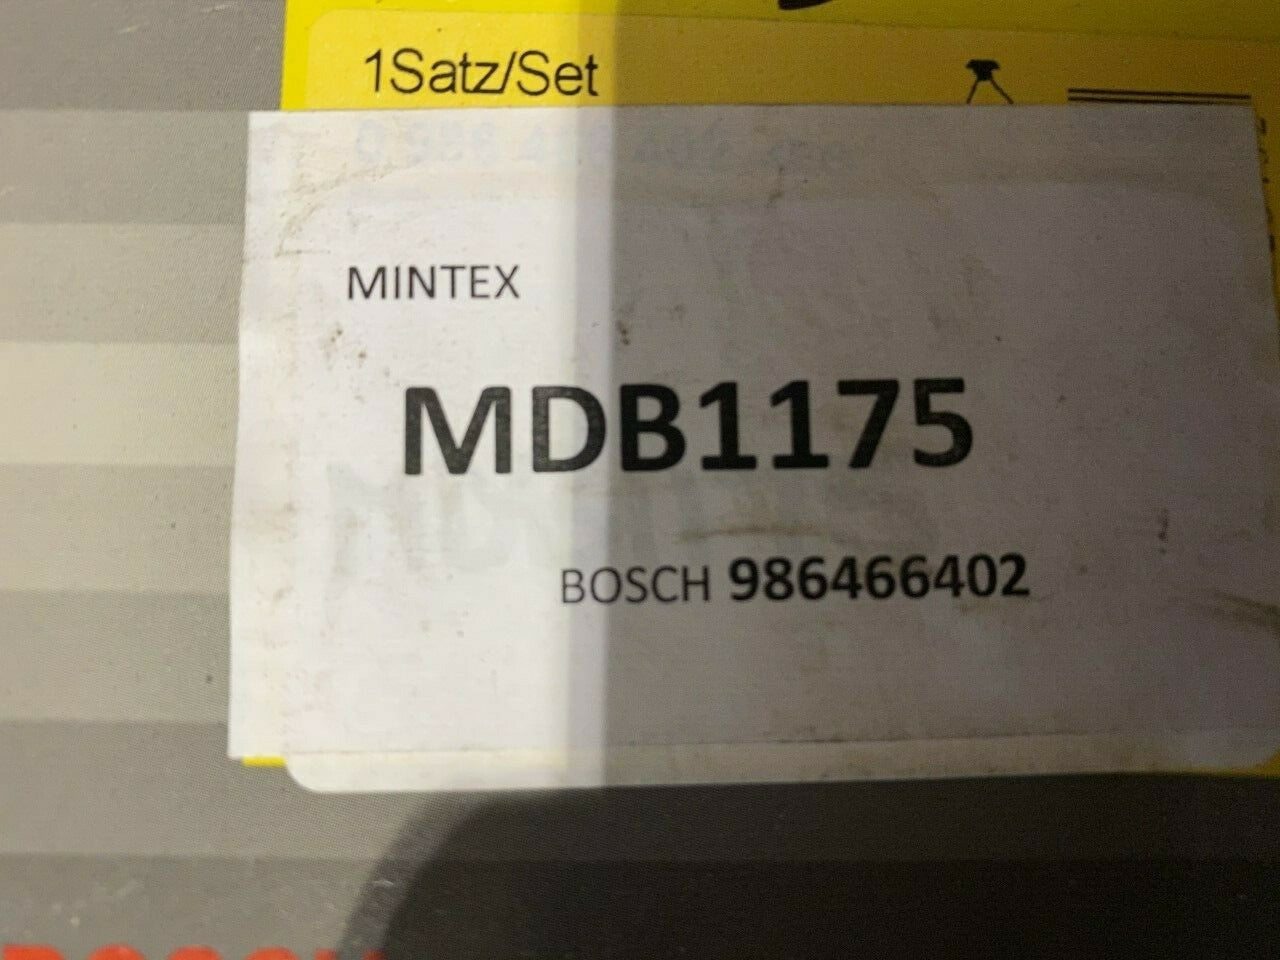 1Satz/Set
MINTEX
MDB1175
BOSCH 986466402